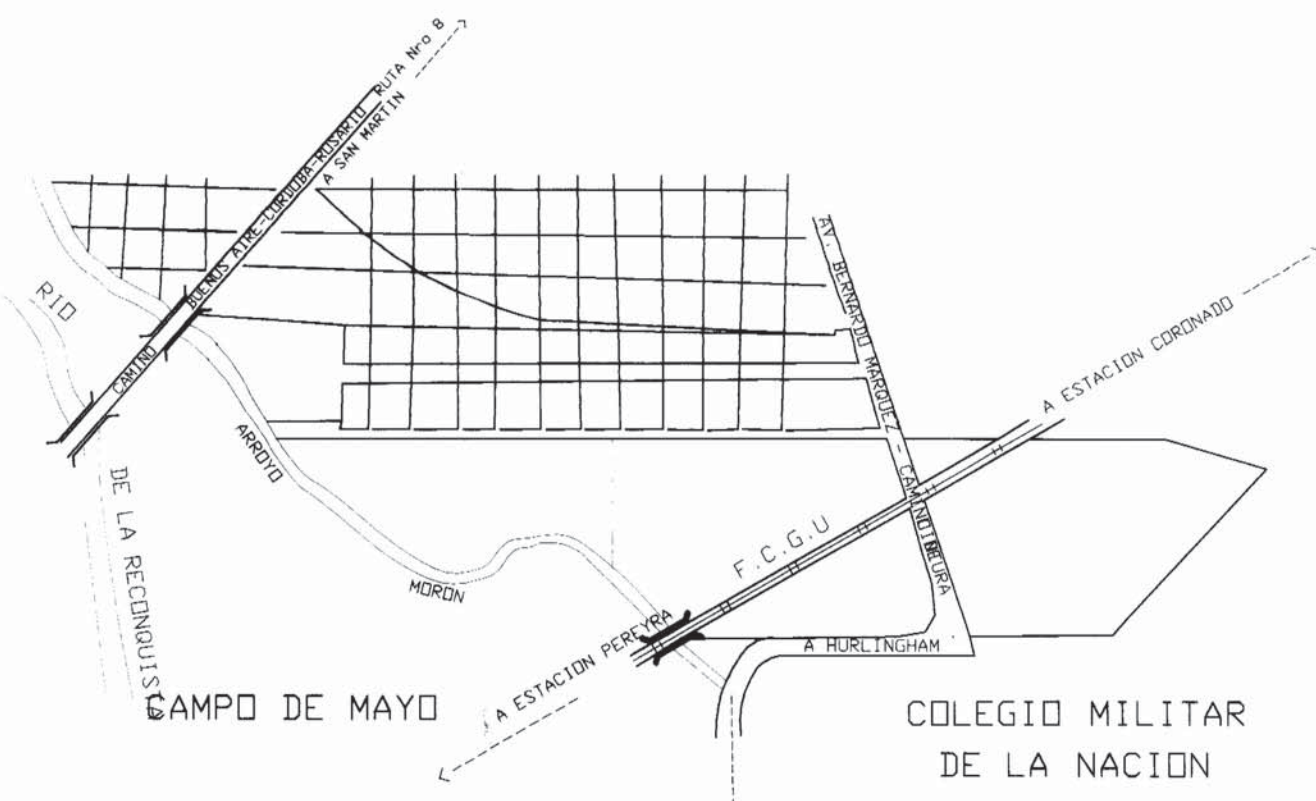 RUTA Nro 8
CAMINO BUENOS AIRE-CORDOBA-ROSARIO
A SAN MARTIN
RIO
DE LA RECONQUISTA
ARROYO
MORON
AV. BERNARDO MARQUEZ - CAMINO
A ESTACION CORONADO
F.C.G.U
A ESTACION PEREYRA
A HURLINGHAM
CAMPO DE MAYO
COLEGIO MILITAR
DE LA NACION